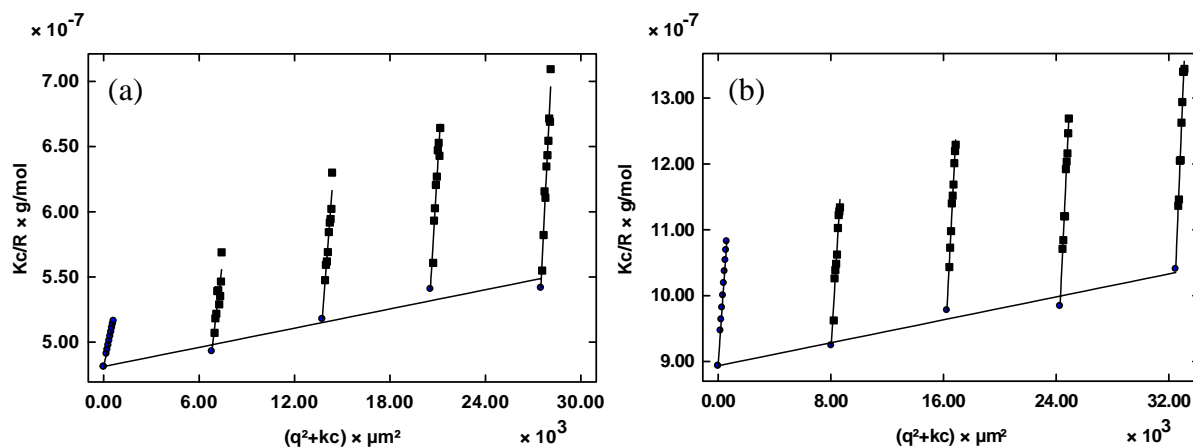 × 10⁻⁷
(a)
Kc/R × g/mol
7.00
6.50
6.00
5.50
5.00
0.00 6.00 12.00 18.00 24.00 30.00
(q²+kc) × µm² × 10³
× 10⁻⁷
(b)
Kc/R × g/mol
13.00
12.00
11.00
10.00
9.00
0.00 8.00 16.00 24.00 32.00
(q²+kc) × µm² × 10³